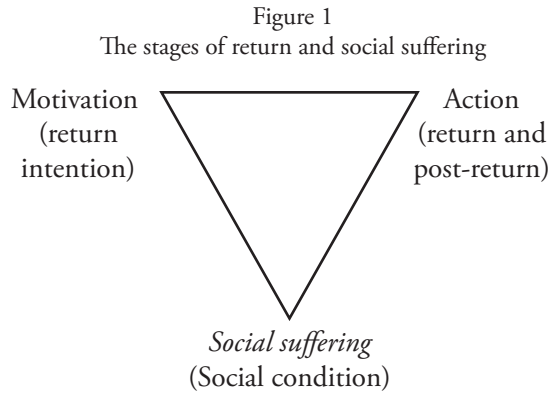 Figure 1
The stages of return and social suffering
Motivation
(return
intention)
Action
(return and
post-return)
Social suffering
(Social condition)